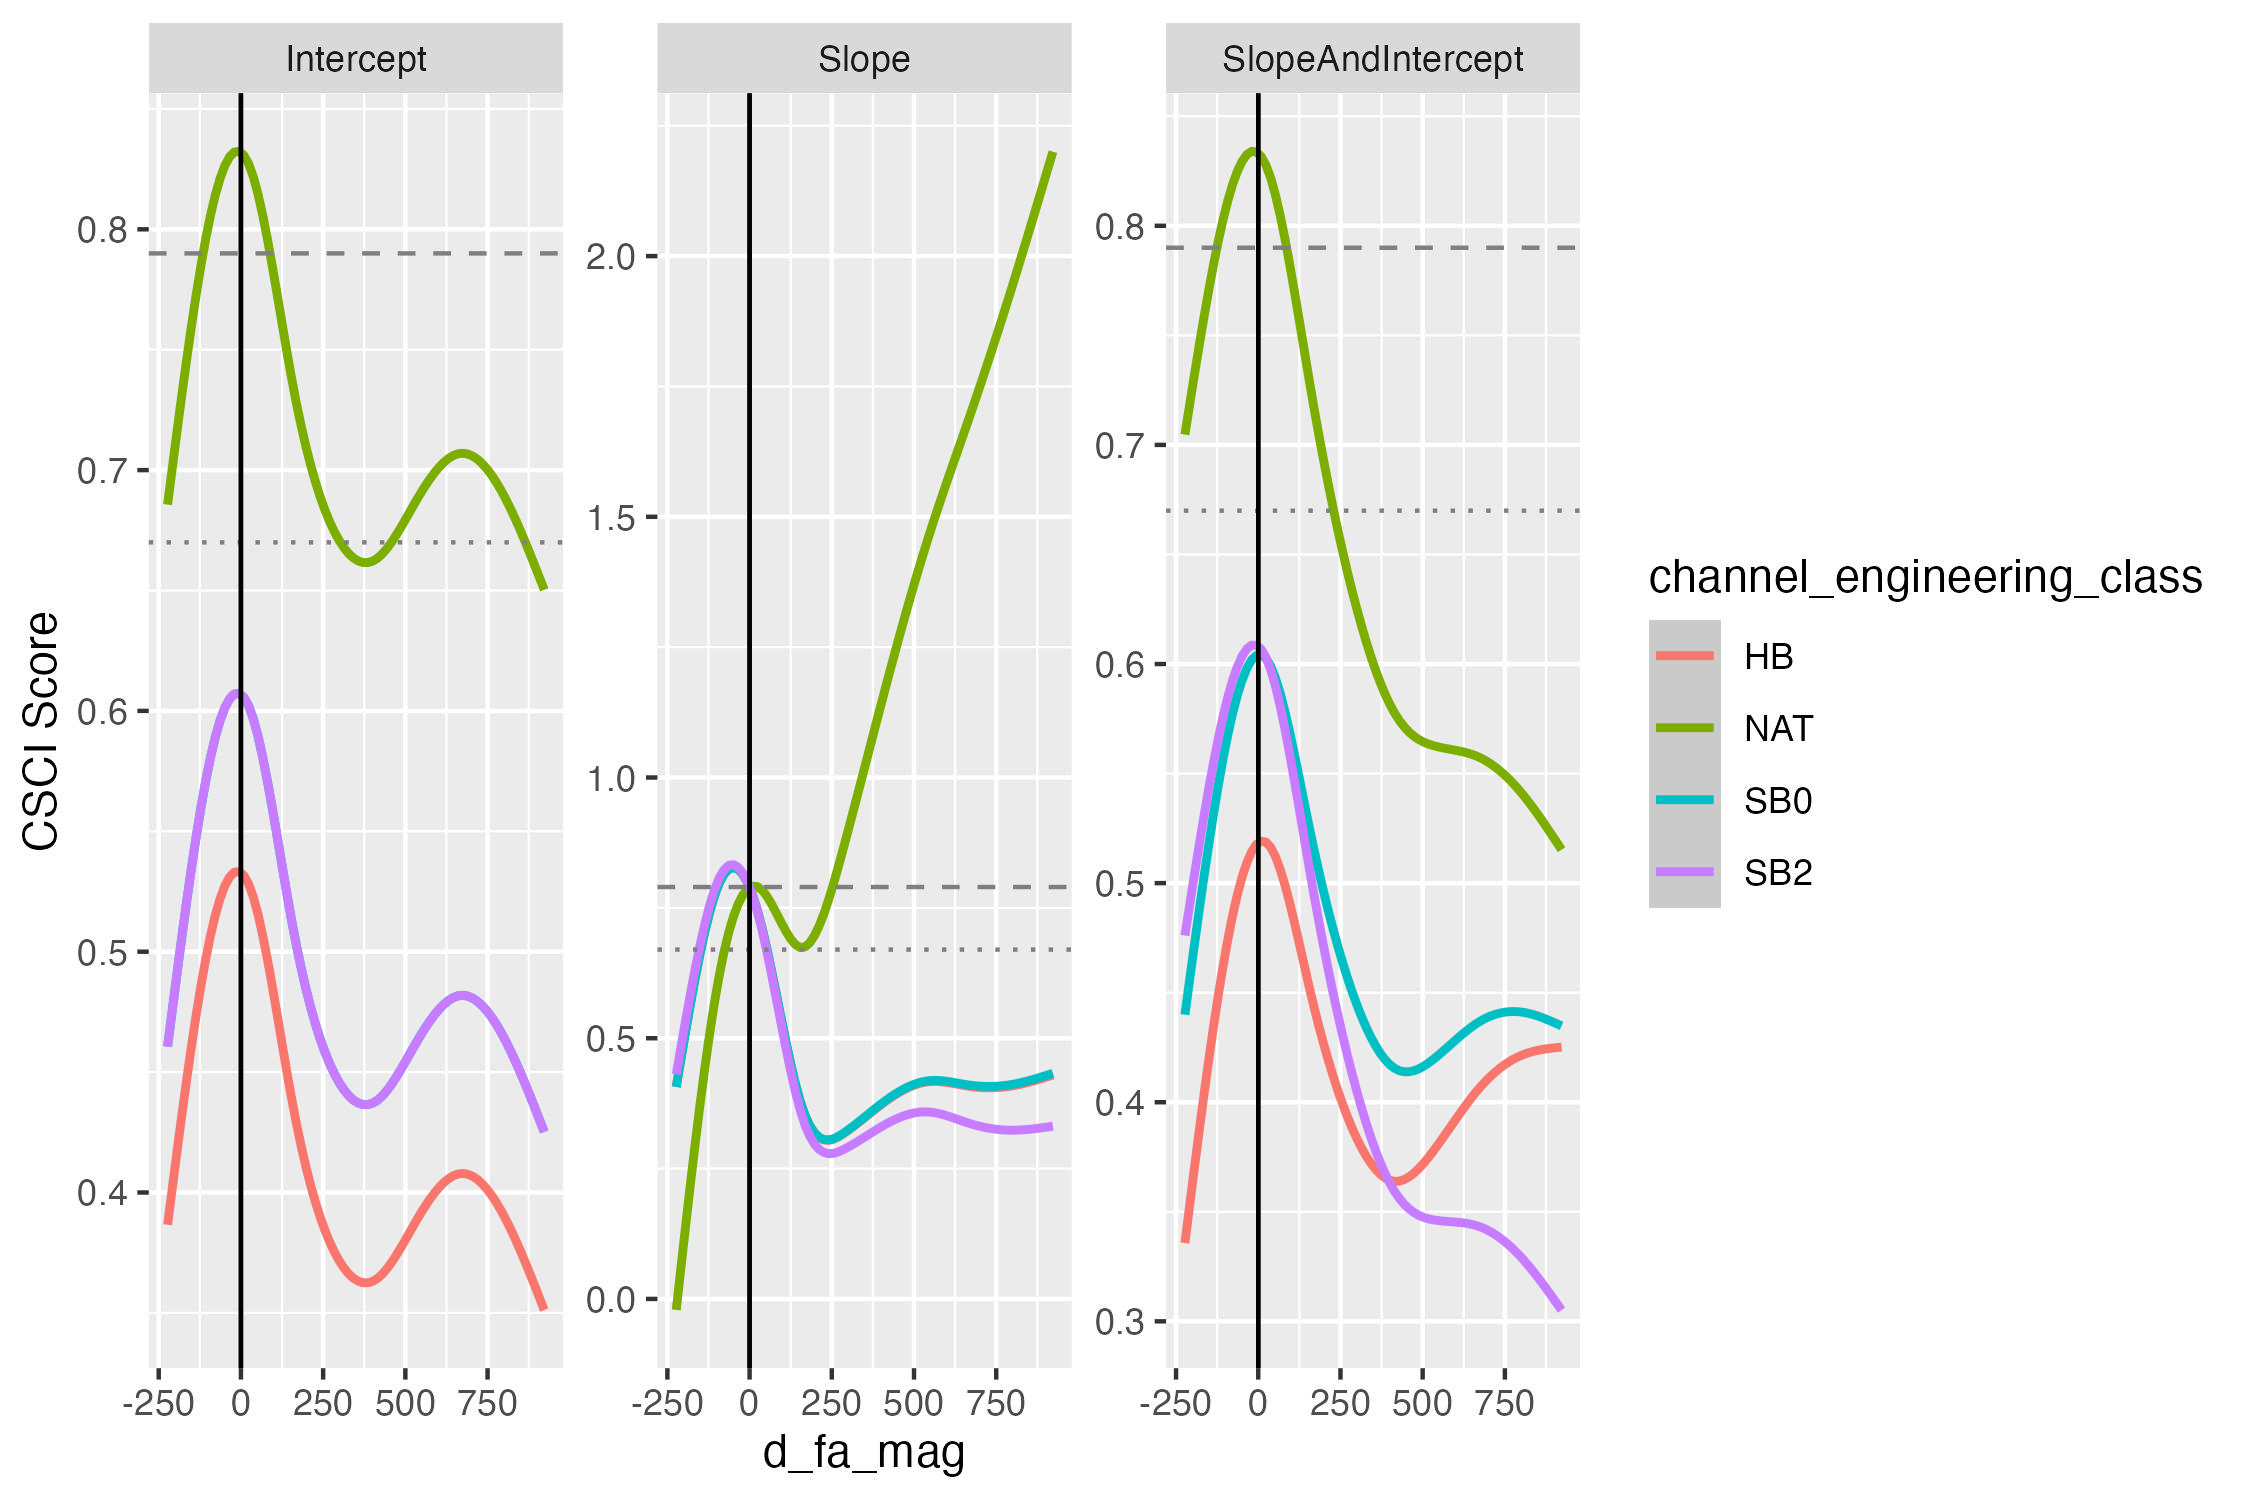 Intercept
Slope
SlopeAndIntercept
CSCI Score
0.8
0.7
0.6
0.5
0.4
2.0
1.5
1.0
0.5
0.0
0.8
0.7
0.6
0.5
0.4
0.3
-250 0 250 500 750
-250 0 250 500 750
-250 0 250 500 750
d_fa_mag
channel_engineering_class
HB
NAT
SB0
SB2